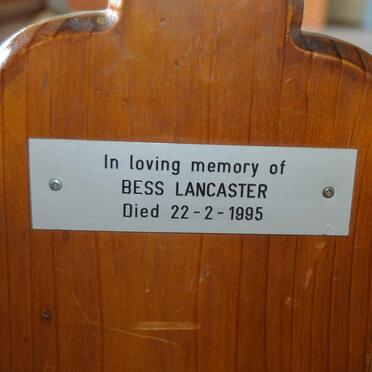 In loving memory of
BESS LANCASTER
Died 22-2-1995